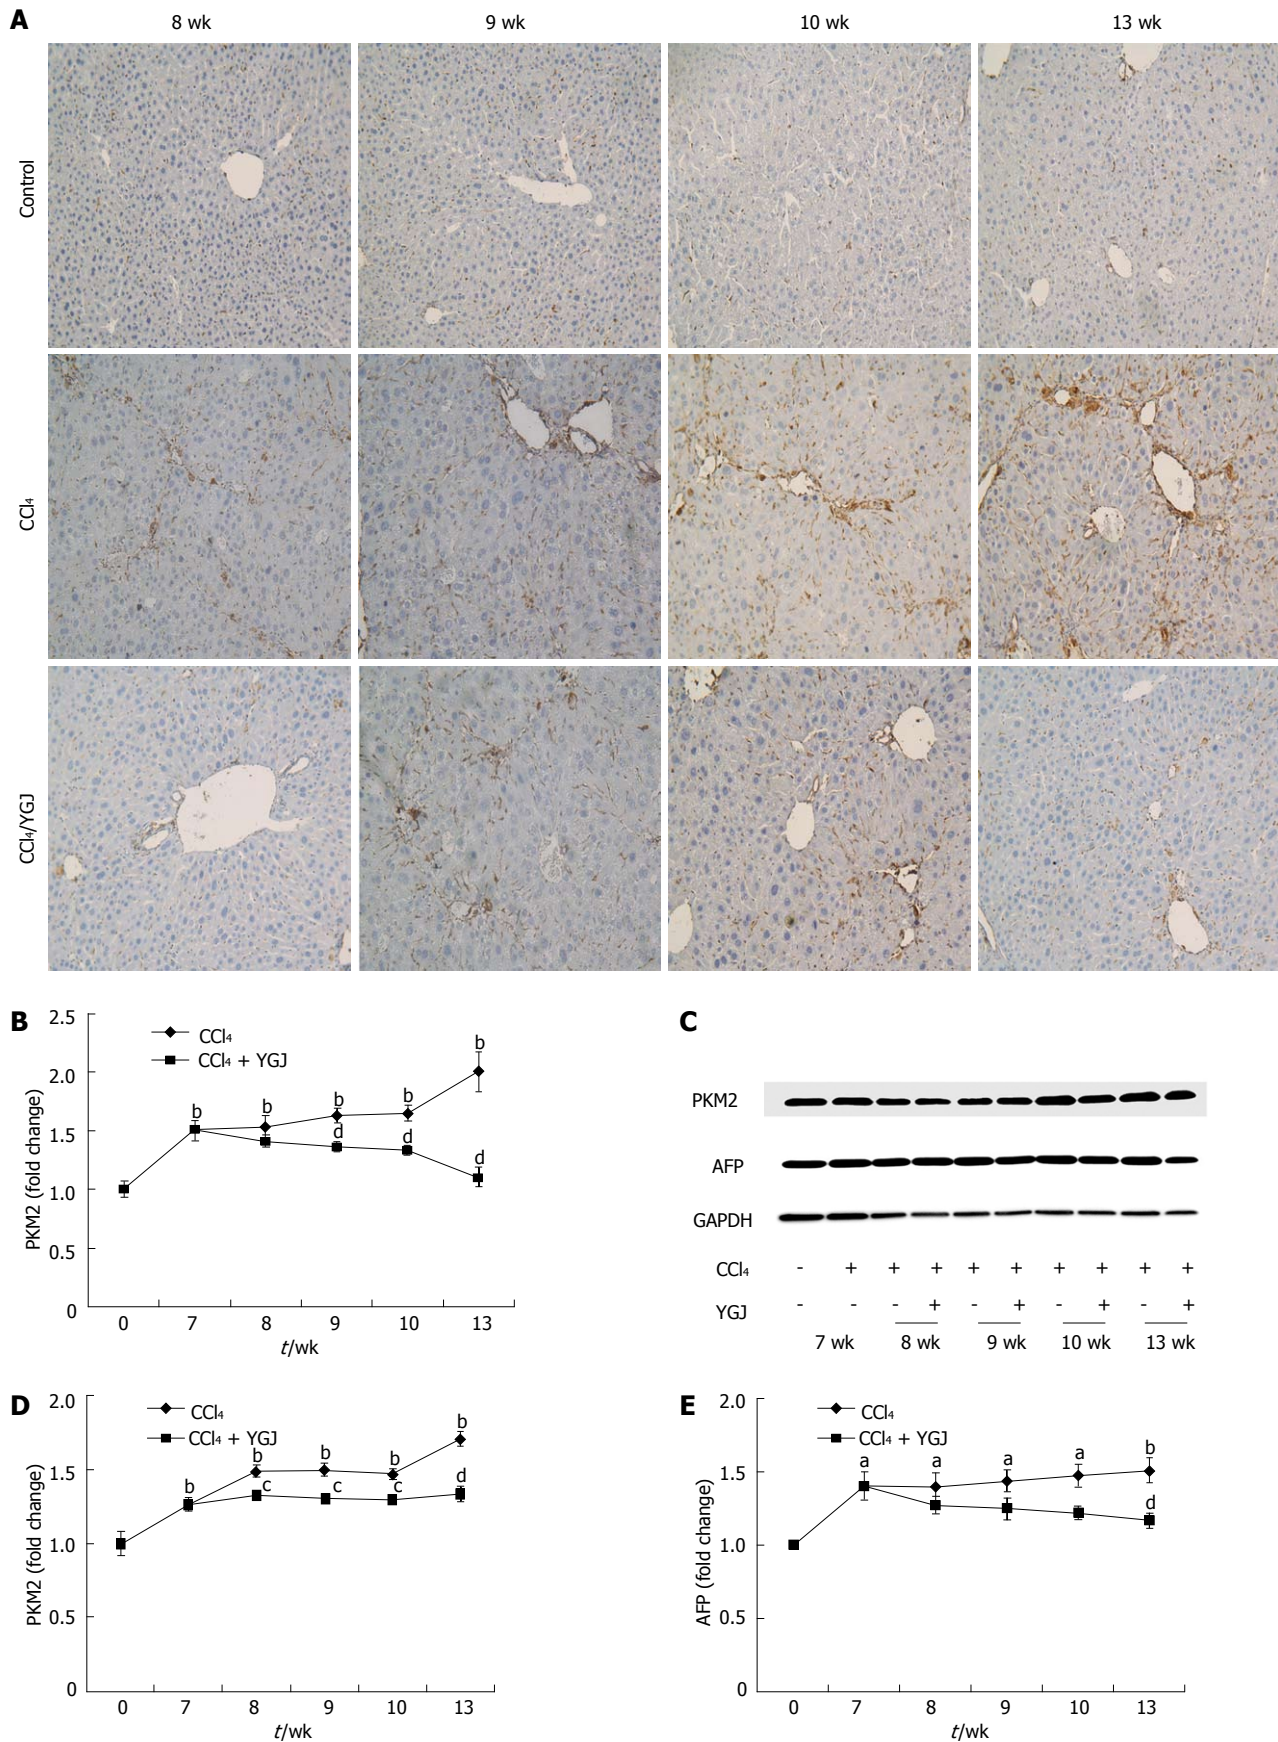 A
8 wk 9 wk 10 wk 13 wk
Control
CCl₄
CCl₄/YGJ
B
2.5
2.0
1.5
1.0
0.5
0
PKM2 (fold change)
CCl₄
CCl₄ + YGJ
b b b b b
d d d
0 7 8 9 10 13
t/wk
C
PKM2
AFP
GAPDH
CCl₄ - + + + + + + + + +
YGJ - - - + - + - + - +
7 wk 8 wk 9 wk 10 wk 13 wk
D
2.0
1.5
1.0
0.5
0
PKM2 (fold change)
CCl₄
CCl₄ + YGJ
b b b b b
c c c d
0 7 8 9 10 13
t/wk
E
2.0
1.5
1.0
0.5
0
AFP (fold change)
CCl₄
CCl₄ + YGJ
a a a a b
d
0 7 8 9 10 13
t/wk